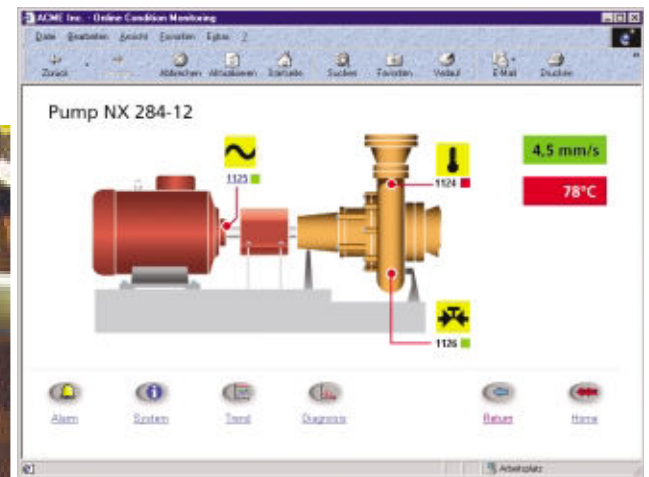 ACME Inc. - Online Condition Monitoring
Datei Bearbeiten Ansicht Favoriten Extras ?
Zurück Abbrechen Aktualisieren Startseite Suchen Favoriten Verlauf E-Mail Drucken
Pump NX 284-12
4,5 mm/s
1125
1124
78°C
1126
Alarm System Trend Diagnosis Return Home
Arbeitsplatz